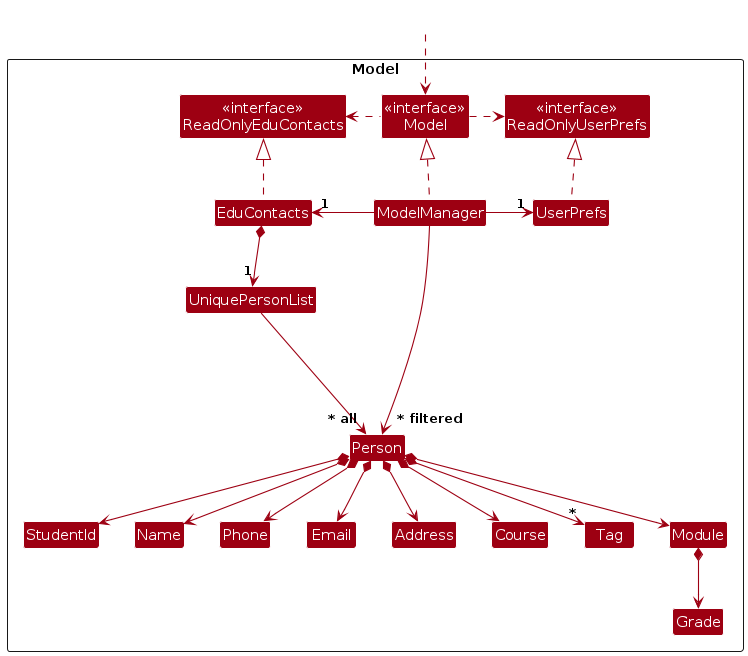 Model
«interface»
ReadOnlyEduContacts
«interface»
Model
«interface»
ReadOnlyUserPrefs
EduContacts
1
ModelManager
1
UserPrefs
1
UniquePersonList
* all
* filtered
Person
*
StudentId
Name
Phone
Email
Address
Course
Tag
Module
Grade